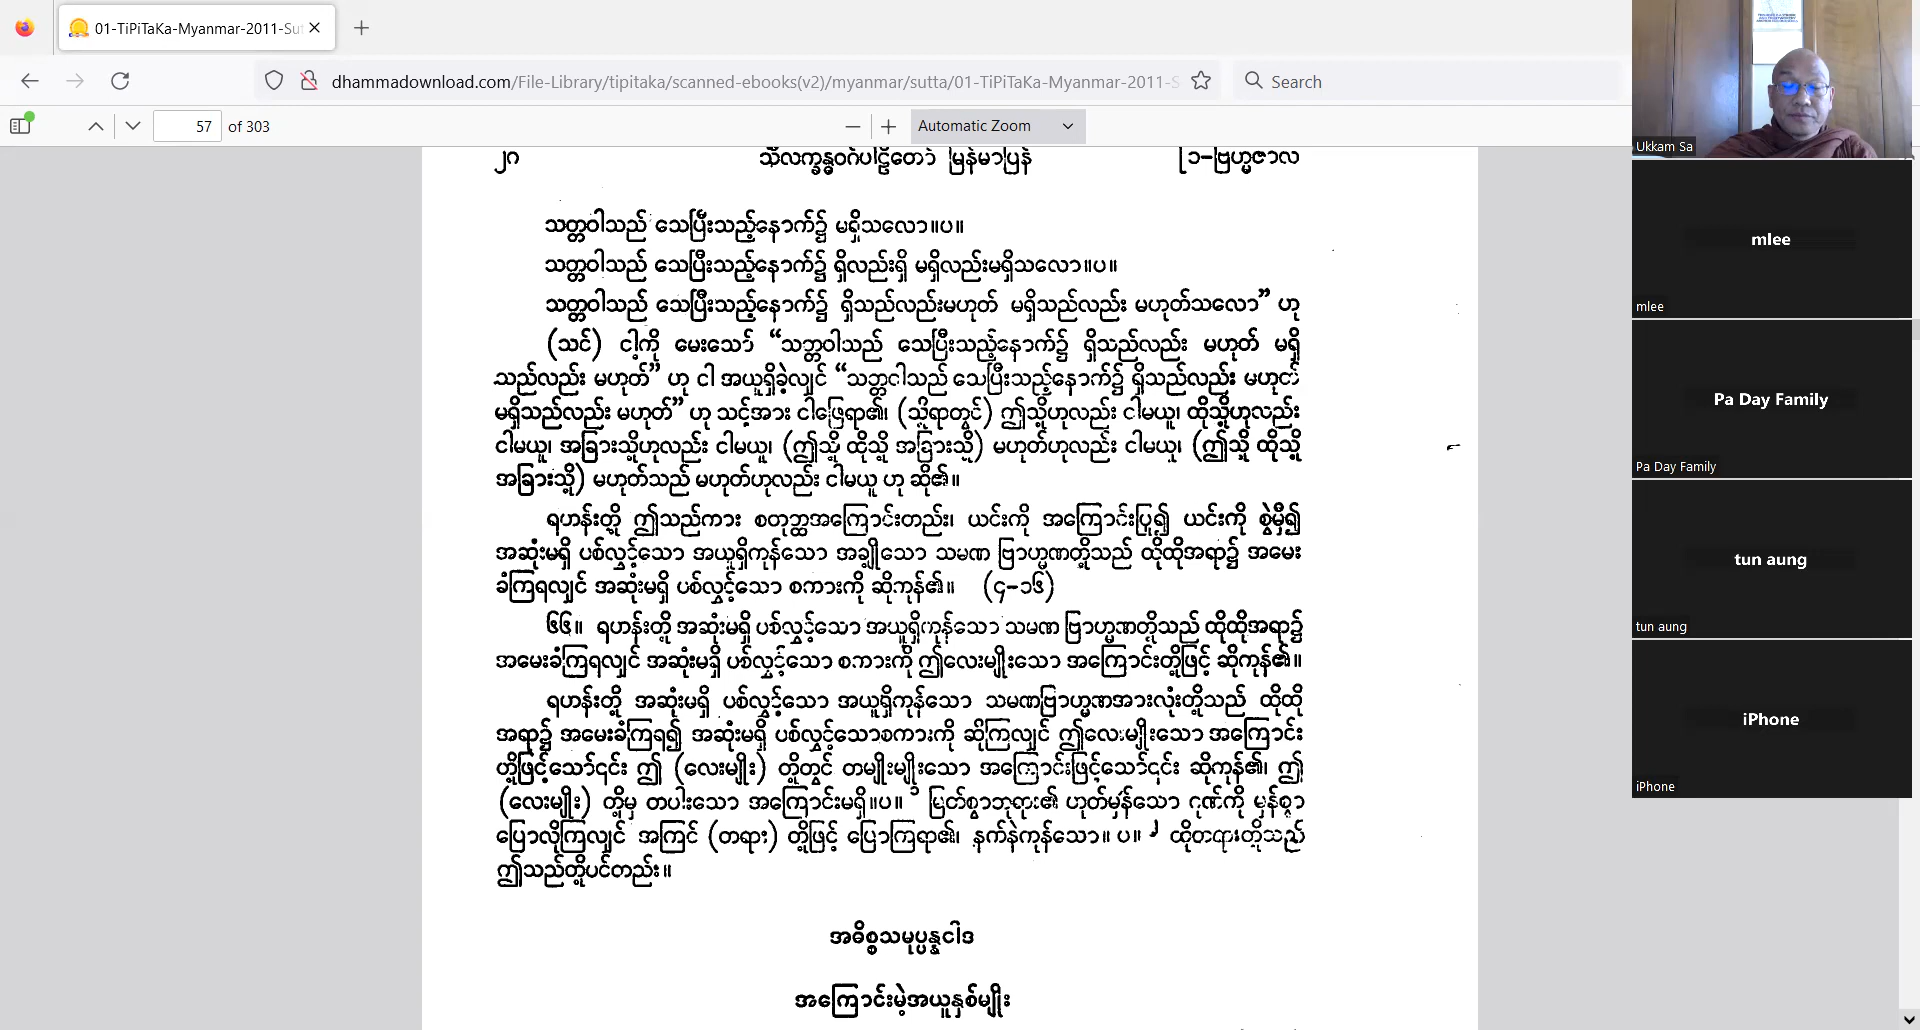 01-TiPiTaKa-Myanmar-2011-Sut
dhammadownload.com/File-Library/tipitaka/scanned-ebooks(v2)/myanmar/sutta/01-TiPiTaKa-Myanmar-2011-S
Search
57 of 303
Automatic Zoom
၂၈ သီလက္ခန္ဓဝဂ်ပါဠိတော် မြန်မာပြန် [၁-ဗြဟ္မဇာလ
သတ္တဝါသည် သေပြီးသည့်နောက်၌ မရှိသလော။ပ။
သတ္တဝါသည် သေပြီးသည့်နောက်၌ ရှိလည်းရှိ မရှိလည်းမရှိသလော။ပ။
သတ္တဝါသည် သေပြီးသည့်နောက်၌ ရှိသည်လည်းမဟုတ် မရှိသည်လည်း မဟုတ်သလော” ဟု
(သင်) ငါ့ကို မေးသော် “သတ္တဝါသည် သေပြီးသည့်နောက်၌ ရှိသည်လည်း မဟုတ် မရှိ
သည်လည်း မဟုတ်” ဟု ငါ အယူရှိခဲ့လျှင် “သတ္တဝါသည် သေပြီးသည့်နောက်၌ ရှိသည်လည်း မဟုတ်
မရှိသည်လည်း မဟုတ်” ဟု သင့်အား ငါဖြေရာ၏၊ (သို့ရာတွင်) ဤသို့ဟုလည်း ငါမယူ၊ ထိုသို့ဟုလည်း
ငါမယူ၊ အခြားသို့ဟုလည်း ငါမယူ၊ (ဤသို့ ထိုသို့ အခြားသို့) မဟုတ်ဟုလည်း ငါမယူ၊ (ဤသို့ ထိုသို့
အခြားသို့) မဟုတ်သည် မဟုတ်ဟုလည်း ငါမယူ ဟု ဆို၏။
ရဟန်းတို့ ဤသည်ကား စတုတ္ထအကြောင်းတည်း၊ ယင်းကို အကြောင်းပြု၍ ယင်းကို စွဲမှီ၍
အဆုံးမရှိ ပစ်လွှင့်သော အယူရှိကုန်သော အချို့သော သမဏ ဗြာဟ္မဏတို့သည် ထိုထိုအရာ၌ အမေး
ခံကြရလျှင် အဆုံးမရှိ ပစ်လွှင့်သော စကားကို ဆိုကုန်၏။ (၄-၁၆)
၆၆။ ရဟန်းတို့ အဆုံးမရှိ ပစ်လွှင့်သော အယူရှိကုန်သော သမဏ ဗြာဟ္မဏတို့သည် ထိုထိုအရာ၌
အမေးခံကြရလျှင် အဆုံးမရှိ ပစ်လွှင့်သော စကားကို ဤလေးမျိုးသော အကြောင်းတို့ဖြင့် ဆိုကုန်၏။
ရဟန်းတို့ အဆုံးမရှိ ပစ်လွှင့်သော အယူရှိကုန်သော သမဏဗြာဟ္မဏအားလုံးတို့သည် ထိုထို
အရာ၌ အမေးခံကြရ၍ အဆုံးမရှိ ပစ်လွှင့်သောစကားကို ဆိုကြလျှင် ဤလေးမျိုးသော အကြောင်း
တို့ဖြင့်သော်၎င်း ဤ (လေးမျိုး) တို့တွင် တမျိုးမျိုးသော အကြောင်းဖြင့်သော်၎င်း ဆိုကုန်၏၊ ဤ
(လေးမျိုး) တို့မှ တပါးသော အကြောင်းမရှိ။ပ။ ၁ မြတ်စွာဘုရား၏ ဟုတ်မှန်သော ဂုဏ်ကို မှန်စွာ
ပြောလိုကြလျှင် အကြင် (တရား) တို့ဖြင့် ပြောကြရာ၏၊ နက်နဲကုန်သော။ ပ။ ၂ ထိုတရားတို့သည်
ဤသည်တို့ပင်တည်း။
အဓိစ္စသမုပ္ပန္နဝါဒ
အကြောင်းမဲ့အယူနှစ်မျိုး
Ukkam Sa
mlee
mlee
Pa Day Family
Pa Day Family
tun aung
tun aung
iPhone
iPhone